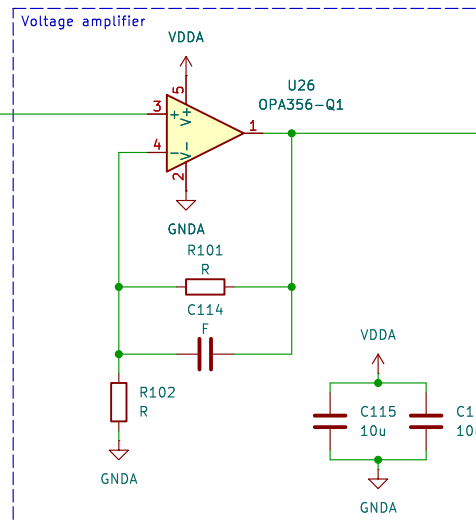 Voltage amplifier
VDDA
U26
OPA356-Q1
5
3
+
V+
1
4
-
V-
2
GNDA
R101
R
C114
F
R102
R
GNDA
VDDA
C115
10u
GNDA